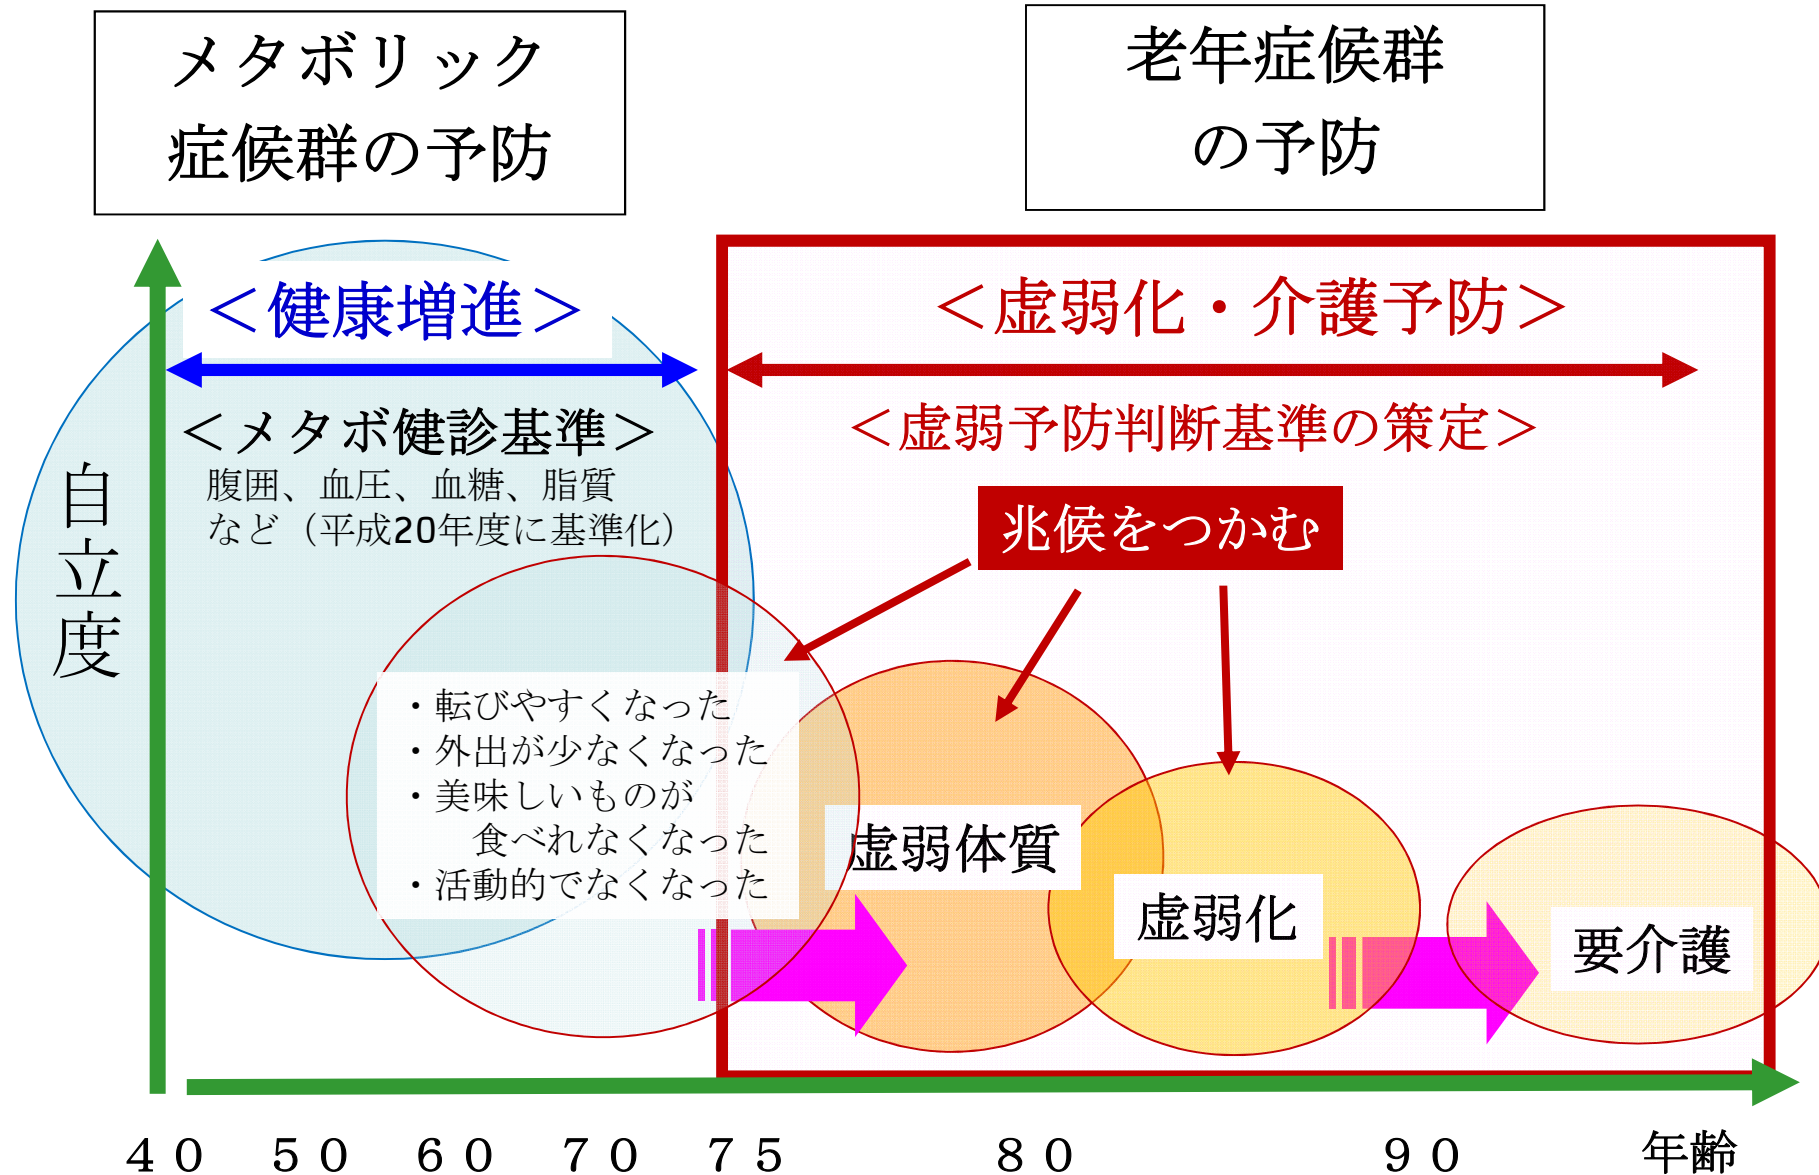 メタボリック
症候群の予防
老年症候群
の予防
＜健康増進＞
＜虚弱化・介護予防＞
＜メタボ健診基準＞
腹囲、血圧、血糖、脂質
など（平成20年度に基準化）
＜虚弱予防判断基準の策定＞
兆候をつかむ
自立度
・転びやすくなった
・外出が少なくなった
・美味しいものが
食べれなくなった
・活動的でなくなった
虚弱体質
虚弱化
要介護
４０ ５０ ６０ ７０ ７５ ８０ ９０ 年齢